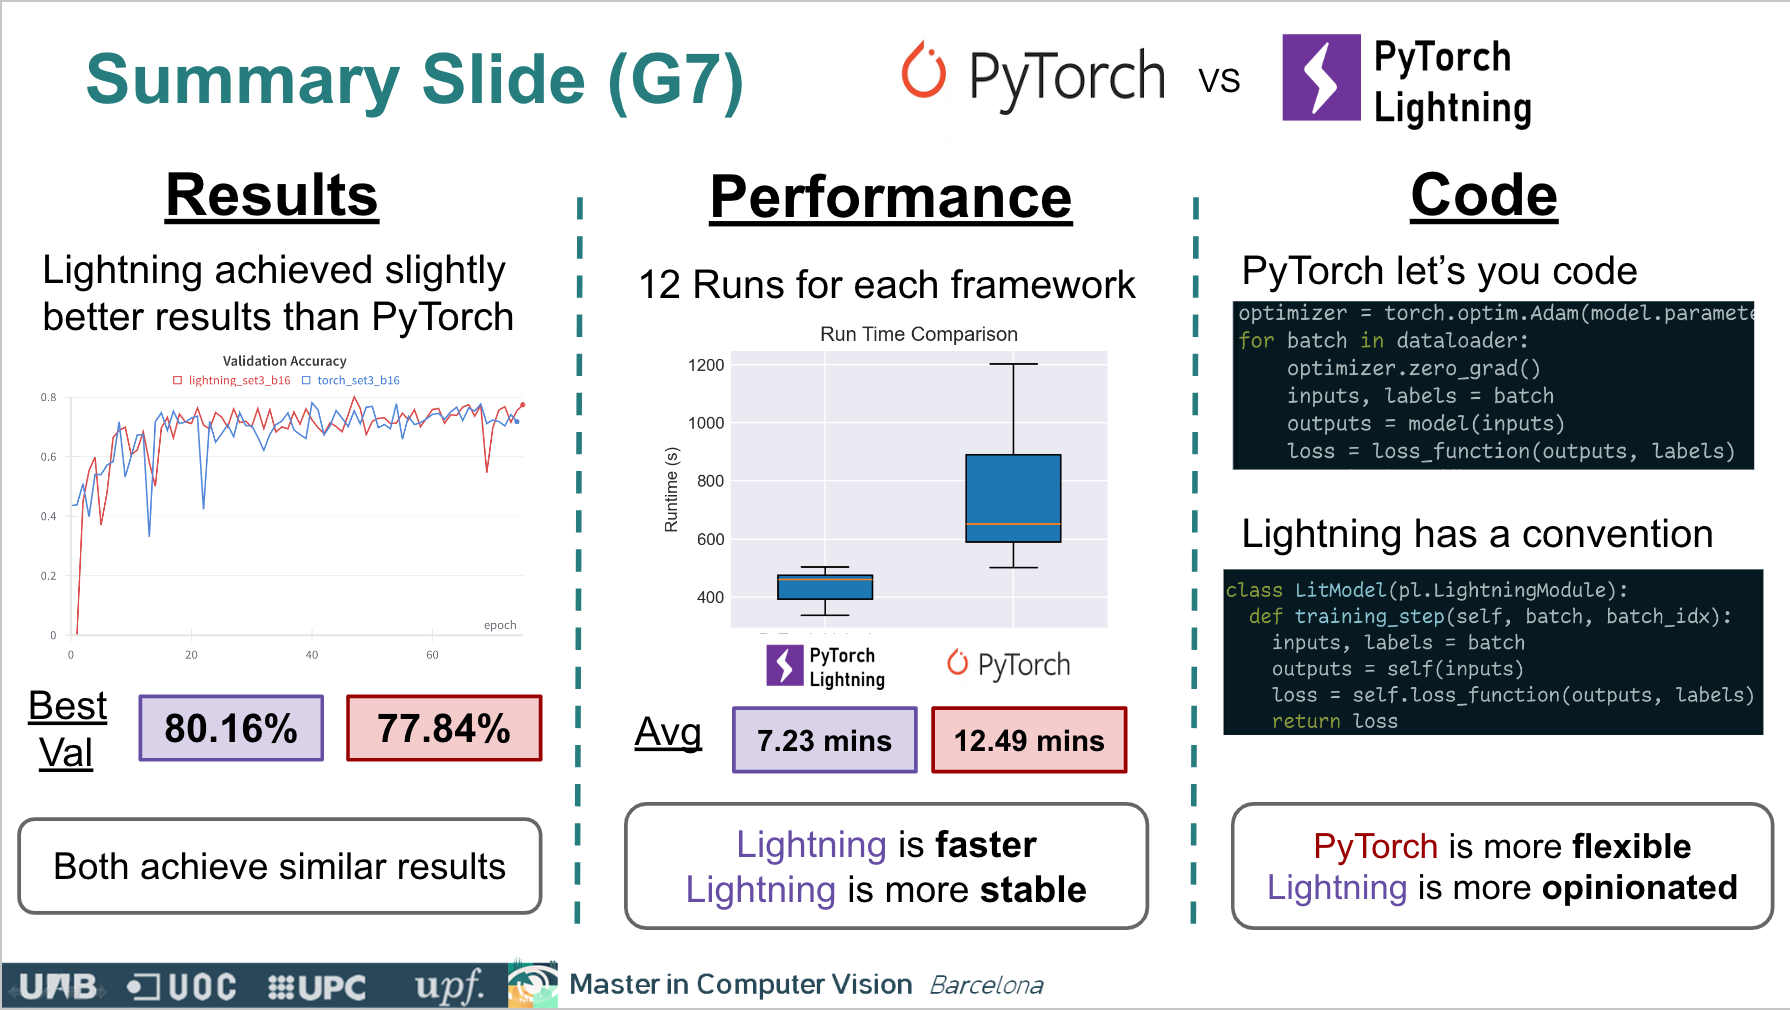 Summary Slide (G7)
PyTorch vs PyTorch Lightning
Results
Lightning achieved slightly
better results than PyTorch
Validation Accuracy
lightning_set3_b16 torch_set3_b16
0.8
0.6
0.4
0.2
0
epoch
0 20 40 60
Best
Val
80.16% 77.84%
Both achieve similar results
Performance
12 Runs for each framework
Run Time Comparison
Runtime (s)
1200
1000
800
600
400
PyTorch Lightning PyTorch
Avg
7.23 mins 12.49 mins
Lightning is faster
Lightning is more stable
Code
PyTorch let's you code
optimizer = torch.optim.Adam(model.paramete
for batch in dataloader:
optimizer.zero_grad()
inputs, labels = batch
outputs = model(inputs)
loss = loss_function(outputs, labels)
Lightning has a convention
class LitModel(pl.LightningModule):
def training_step(self, batch, batch_idx):
inputs, labels = batch
outputs = self(inputs)
loss = self.loss_function(outputs, labels)
return loss
PyTorch is more flexible
Lightning is more opinionated
UAB UOC UPC upf. Master in Computer Vision Barcelona